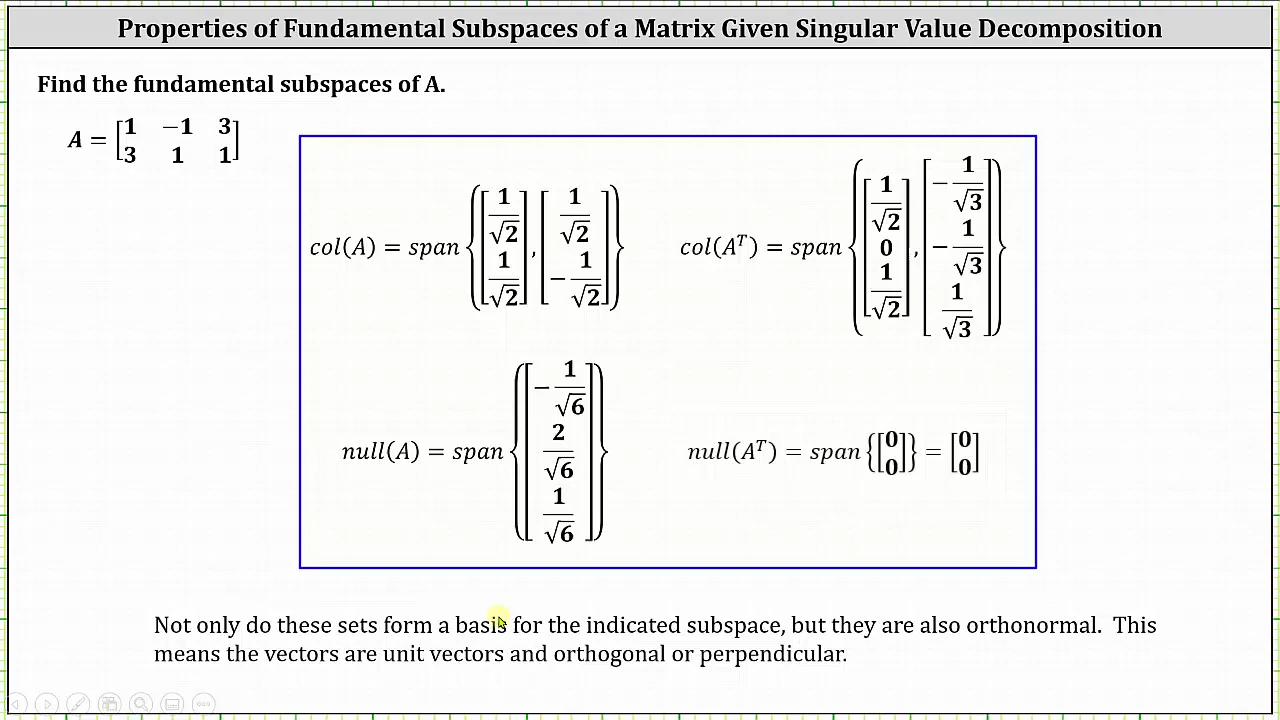 Properties of Fundamental Subspaces of a Matrix Given Singular Value Decomposition
Find the fundamental subspaces of A.
A = [1 −1 3
3 1 1]
col(A) = span {[1/√2
1/√2], [1/√2
−1/√2]}
col(Aᵀ) = span {[1/√2
0
1/√2], [−1/√3
−1/√3
1/√3]}
null(A) = span {[−1/√6
2/√6
1/√6]}
null(Aᵀ) = span {[0
0]} = [0
0]
Not only do these sets form a basis for the indicated subspace, but they are also orthonormal. This
means the vectors are unit vectors and orthogonal or perpendicular.